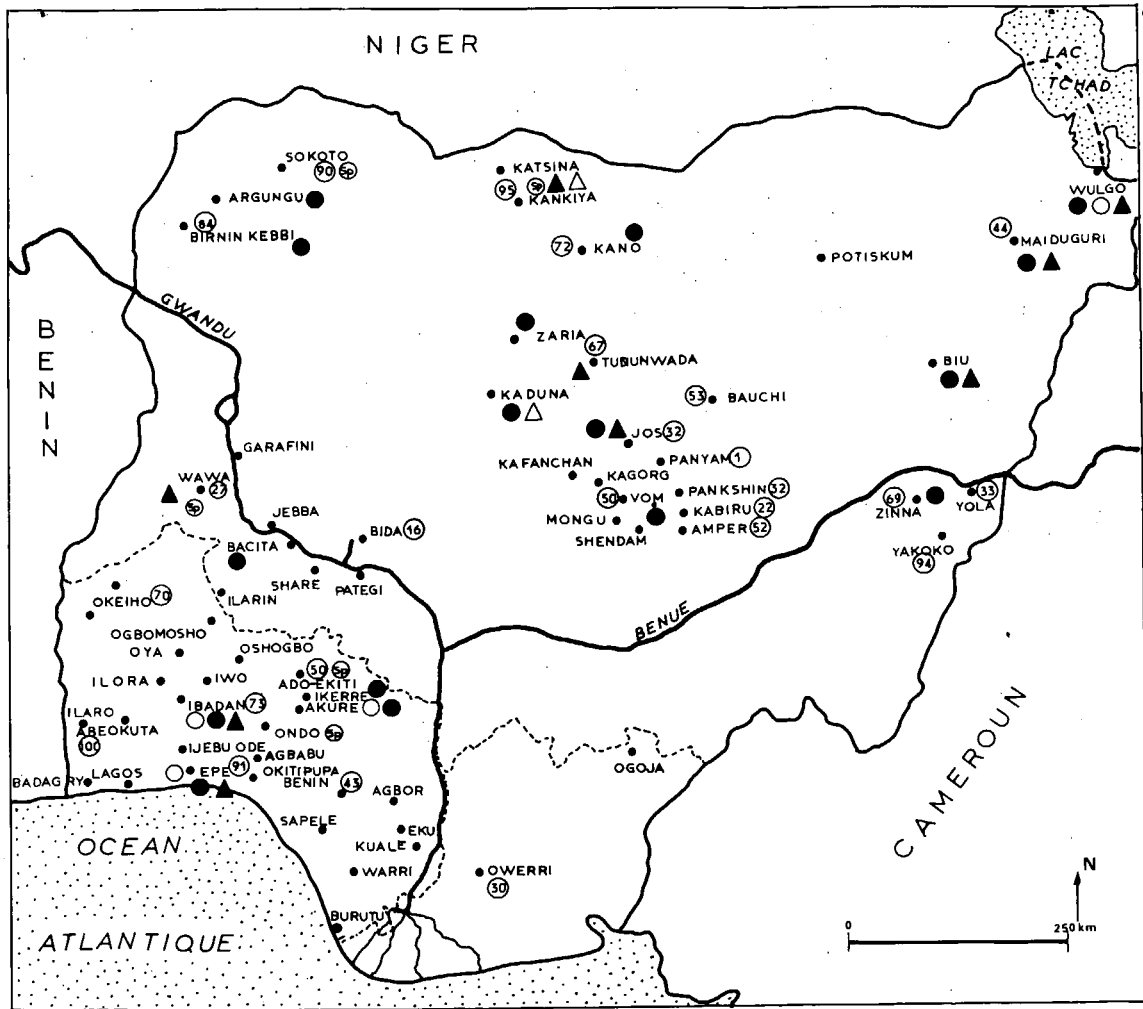 NIGER
LAC
TCHAD
SOKOTO
90 Sp
KATSINA
95 Sp
KANKIYA
WULGO
ARGUNGU
84
BIRNIN KEBBI
72 KANO
POTISKUM
44
MAIDUGURI
BENIN
GWANDU
ZARIA
67
TUBUNWADA
BIU
KADUNA
53 BAUCHI
JOS 32
GARAFINI
PANYAM 1
KAFANCHAN
KAGORG
WAWA
27
Sp
50 VOM
PANKSHIN 32
69
ZINNA
33
YOLA
JEBBA
MONGU
KABIRU 22
SHENDAM
AMPER 52
BIDA 16
BACITA
YAKOKO
94
SHARE
PATEGI
OKEIHO 70
ILARIN
OGBOMOSHO
BENUE
OYA
OSHOGBO
ILORA
IWO
50 Sp
ADO-EKITI
IKERRE
IBADAN 73
AKURE
ILARO
ABEOKUTA
100
ONDO Sp
IJEBU ODE
AGBABU
OGOJA
EPE 91
OKITIPUPA
BADAGRY
LAGOS
BENIN 43
AGBOR
SAPELE
EKU
KUALE
CAMEROUN
OCEAN
WARRI
OWERRI
30
N
BURUTU
ATLANTIQUE
0
250 km